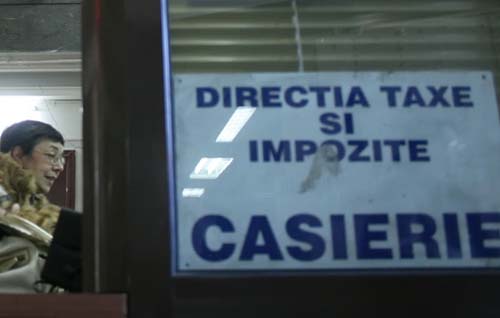 DIRECTIA TAXE
SI
IMPOZITE
CASIERIE